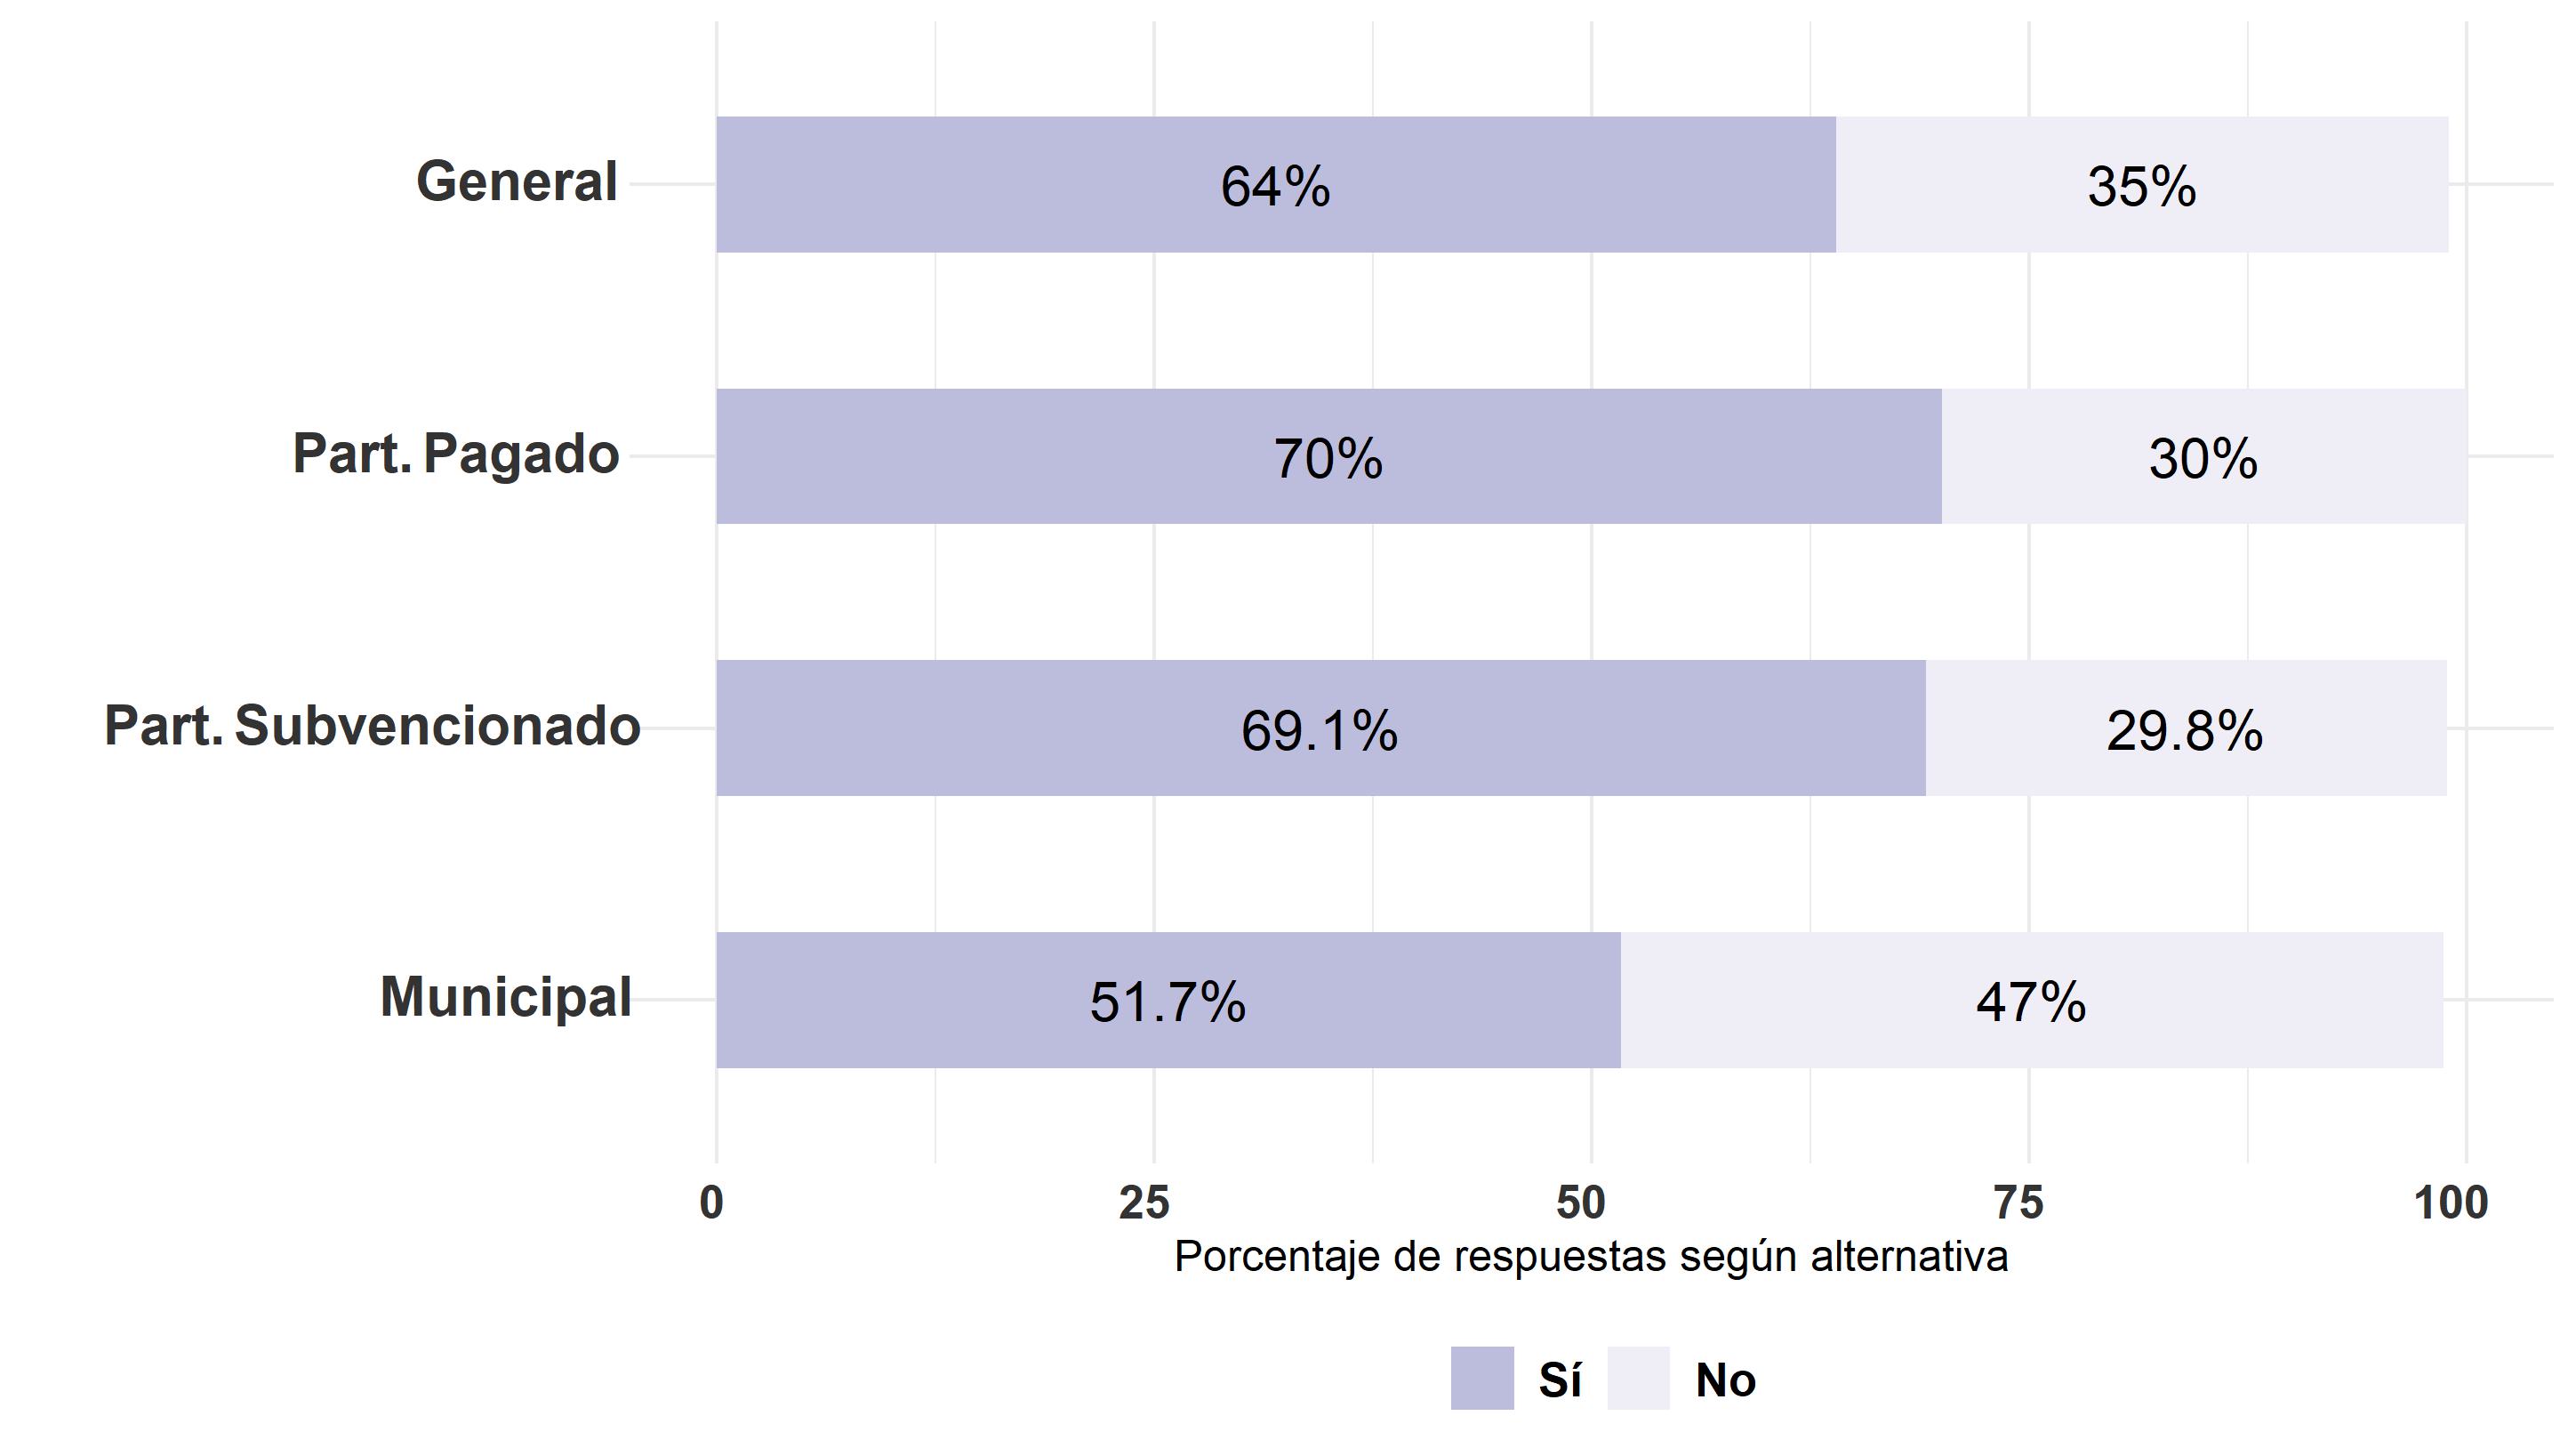 General 64% 35%
Part. Pagado 70% 30%
Part. Subvencionado 69.1% 29.8%
Municipal 51.7% 47%
0 25 50 75 100
Porcentaje de respuestas según alternativa
Sí No